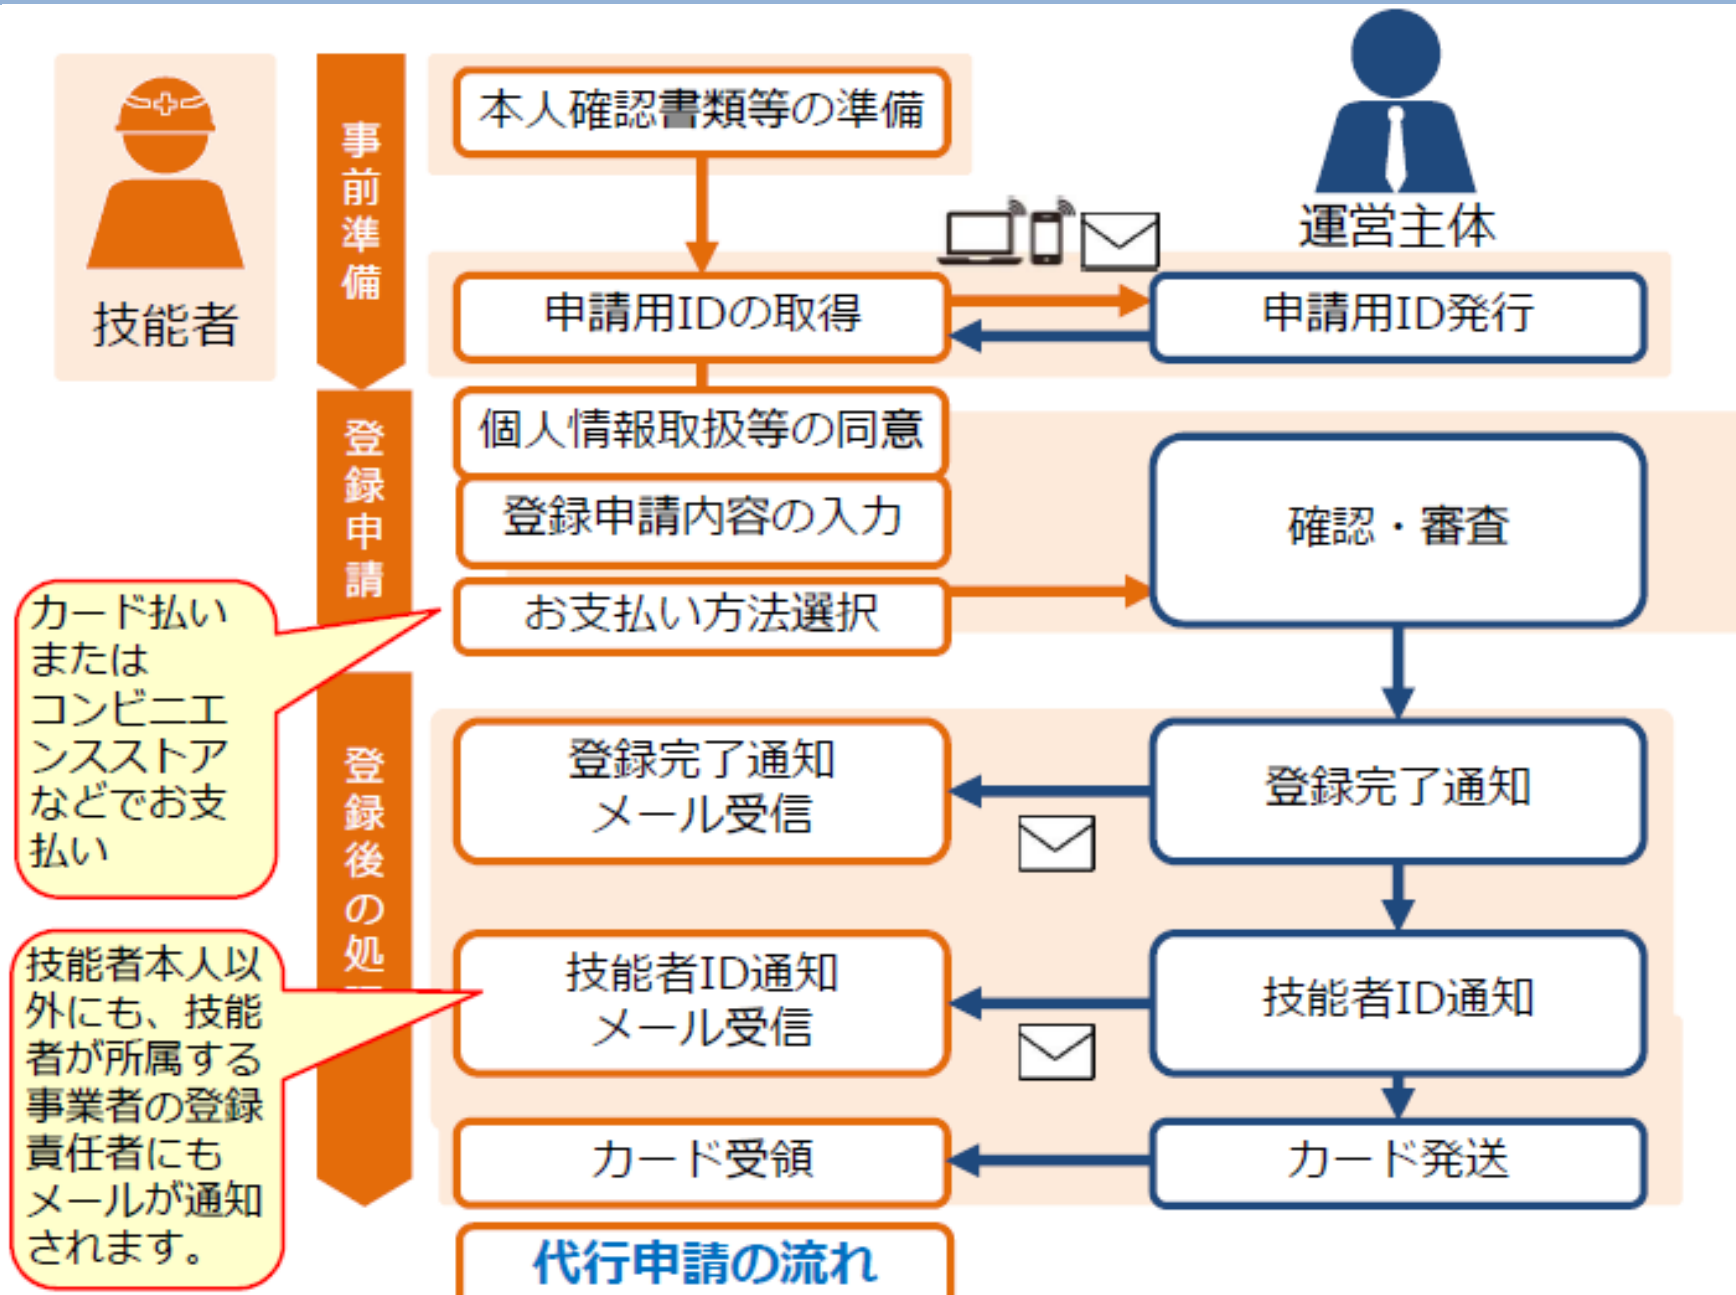 技能者
運営主体
事前準備
本人確認書類等の準備
申請用IDの取得
申請用ID発行
登録申請
個人情報取扱等の同意
登録申請内容の入力
お支払い方法選択
確認・審査
カード払い
または
コンビニエ
ンスストア
などでお支
払い
登録後の処
登録完了通知
メール受信
登録完了通知
技能者ID通知
メール受信
技能者ID通知
技能者本人以
外にも、技能
者が所属する
事業者の登録
責任者にも
メールが通知
されます。
カード受領
カード発送
代行申請の流れ